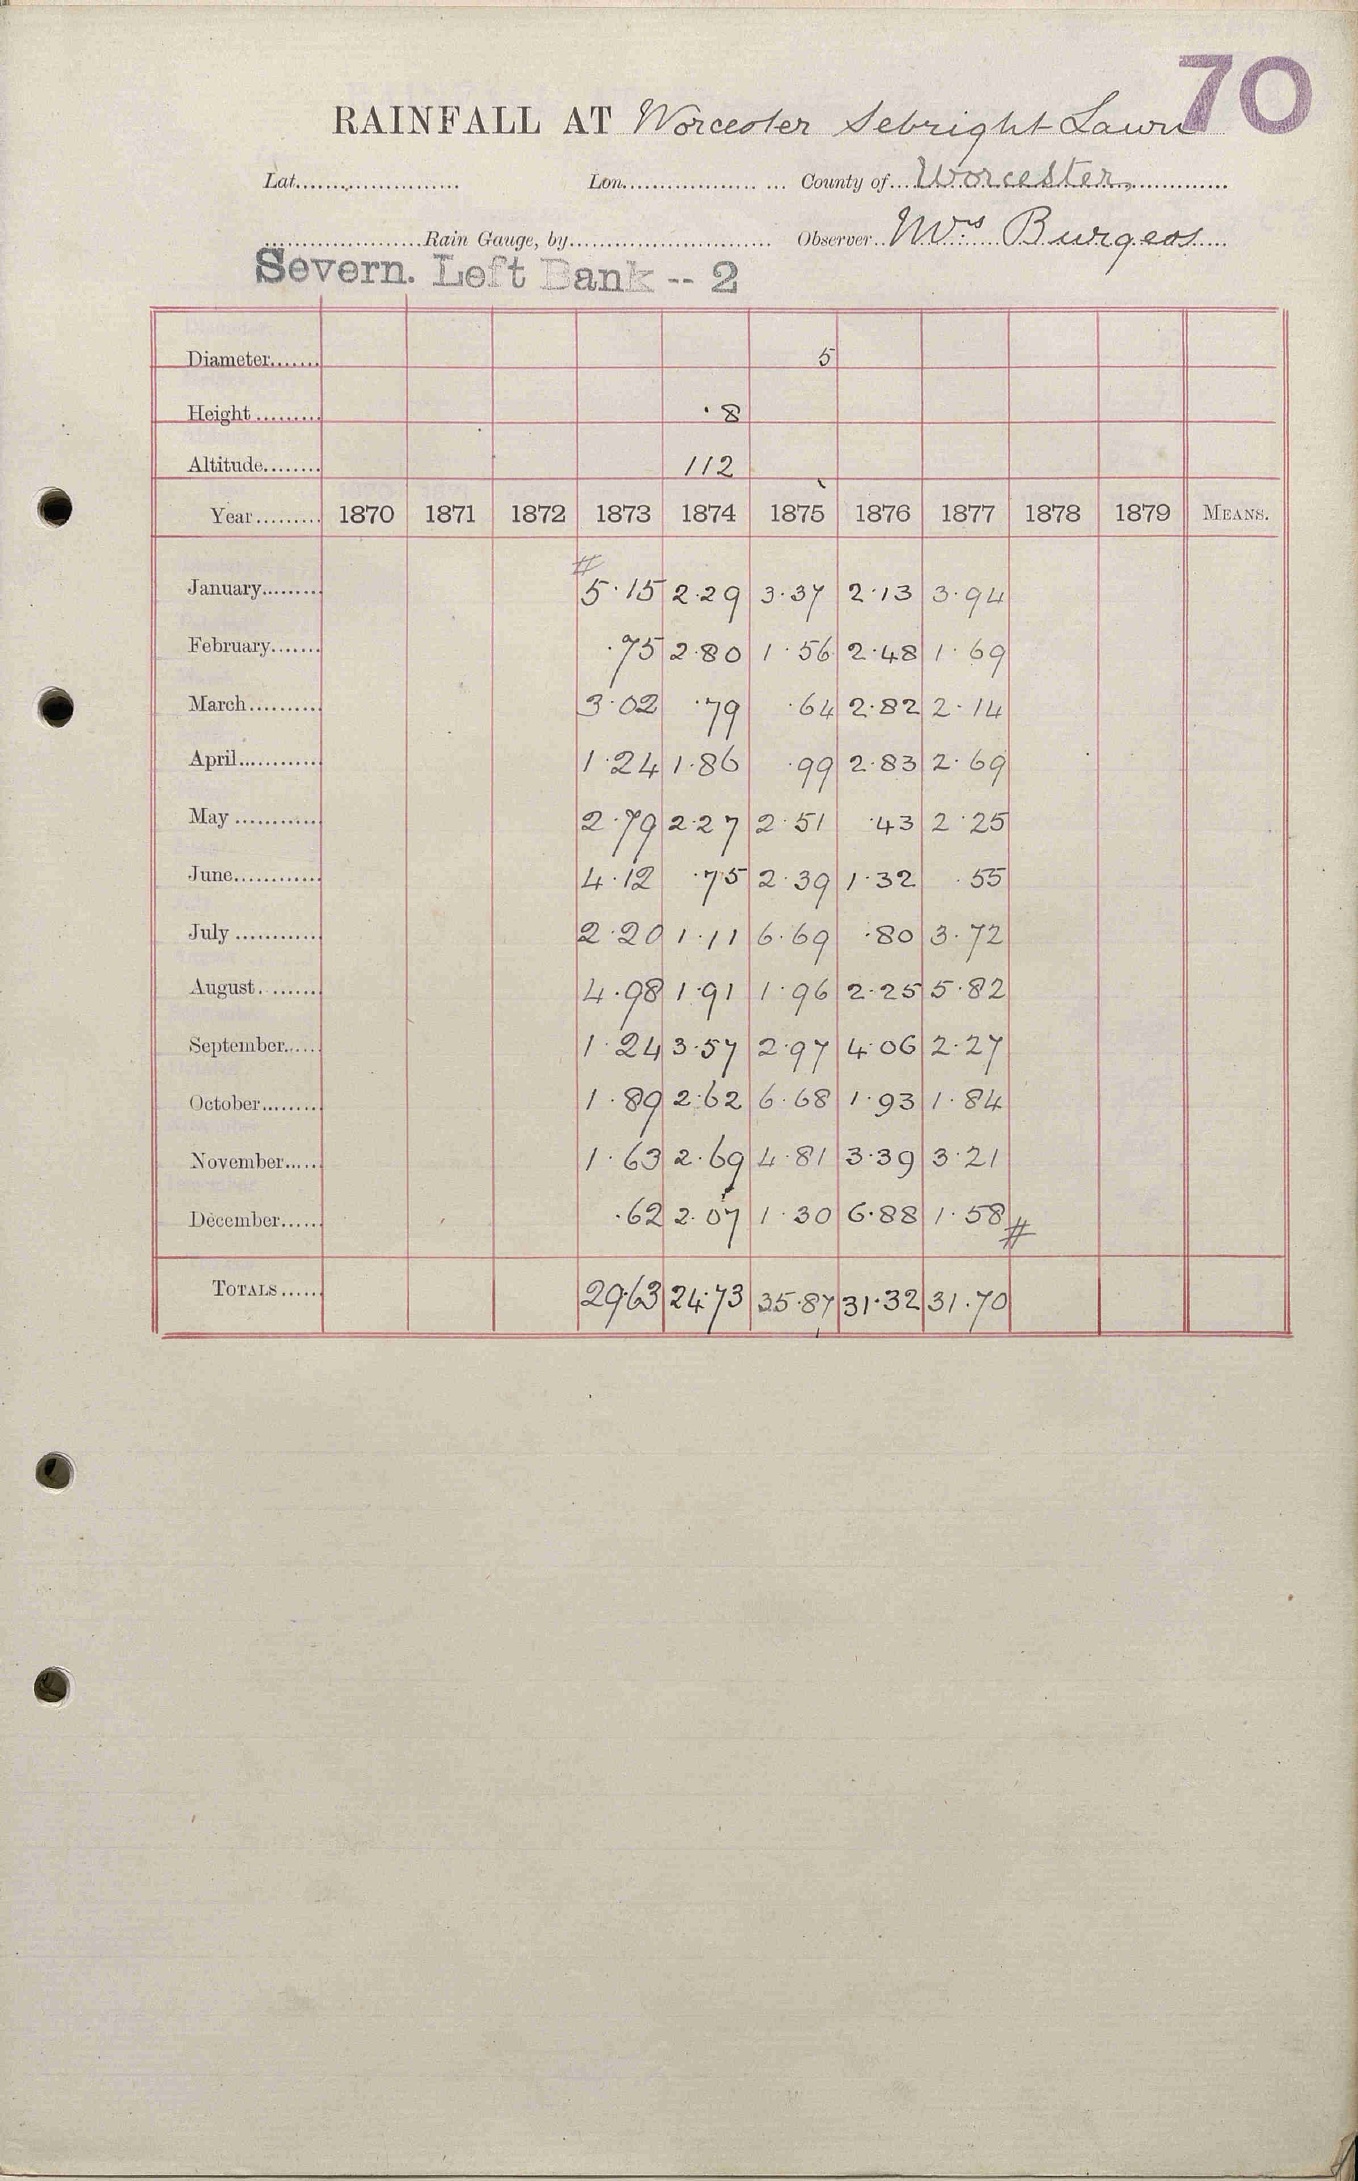 70
RAINFALL AT Worcester Sebright Lawn
Lat. Lon. County of Worcester.
Rain Gauge, by Observer Mrs Burgess
Severn. Left Bank -- 2
Diameter 5
Height ·8
Altitude 112
Year 1870 1871 1872 1873 1874 1875 1876 1877 1878 1879 MEANS.
#
January 5·15 2·29 3·37 2·13 3·94
February ·75 2·80 1·56 2·48 1·69
March 3·02 ·79 ·64 2·82 2·14
April 1·24 1·86 ·99 2·83 2·69
May 2·79 2·27 2·51 ·43 2·25
June 4·12 ·75 2·39 1·32 ·55
July 2·20 1·11 6·69 ·80 3·72
August 4·98 1·91 1·96 2·25 5·82
September 1·24 3·57 2·97 4·06 2·27
October 1·89 2·62 6·68 1·93 1·84
November 1·63 2·69 4·81 3·39 3·21
December ·62 2·07 1·30 6·88 1·58 #
TOTALS 29·63 24·73 35·87 31·32 31·70